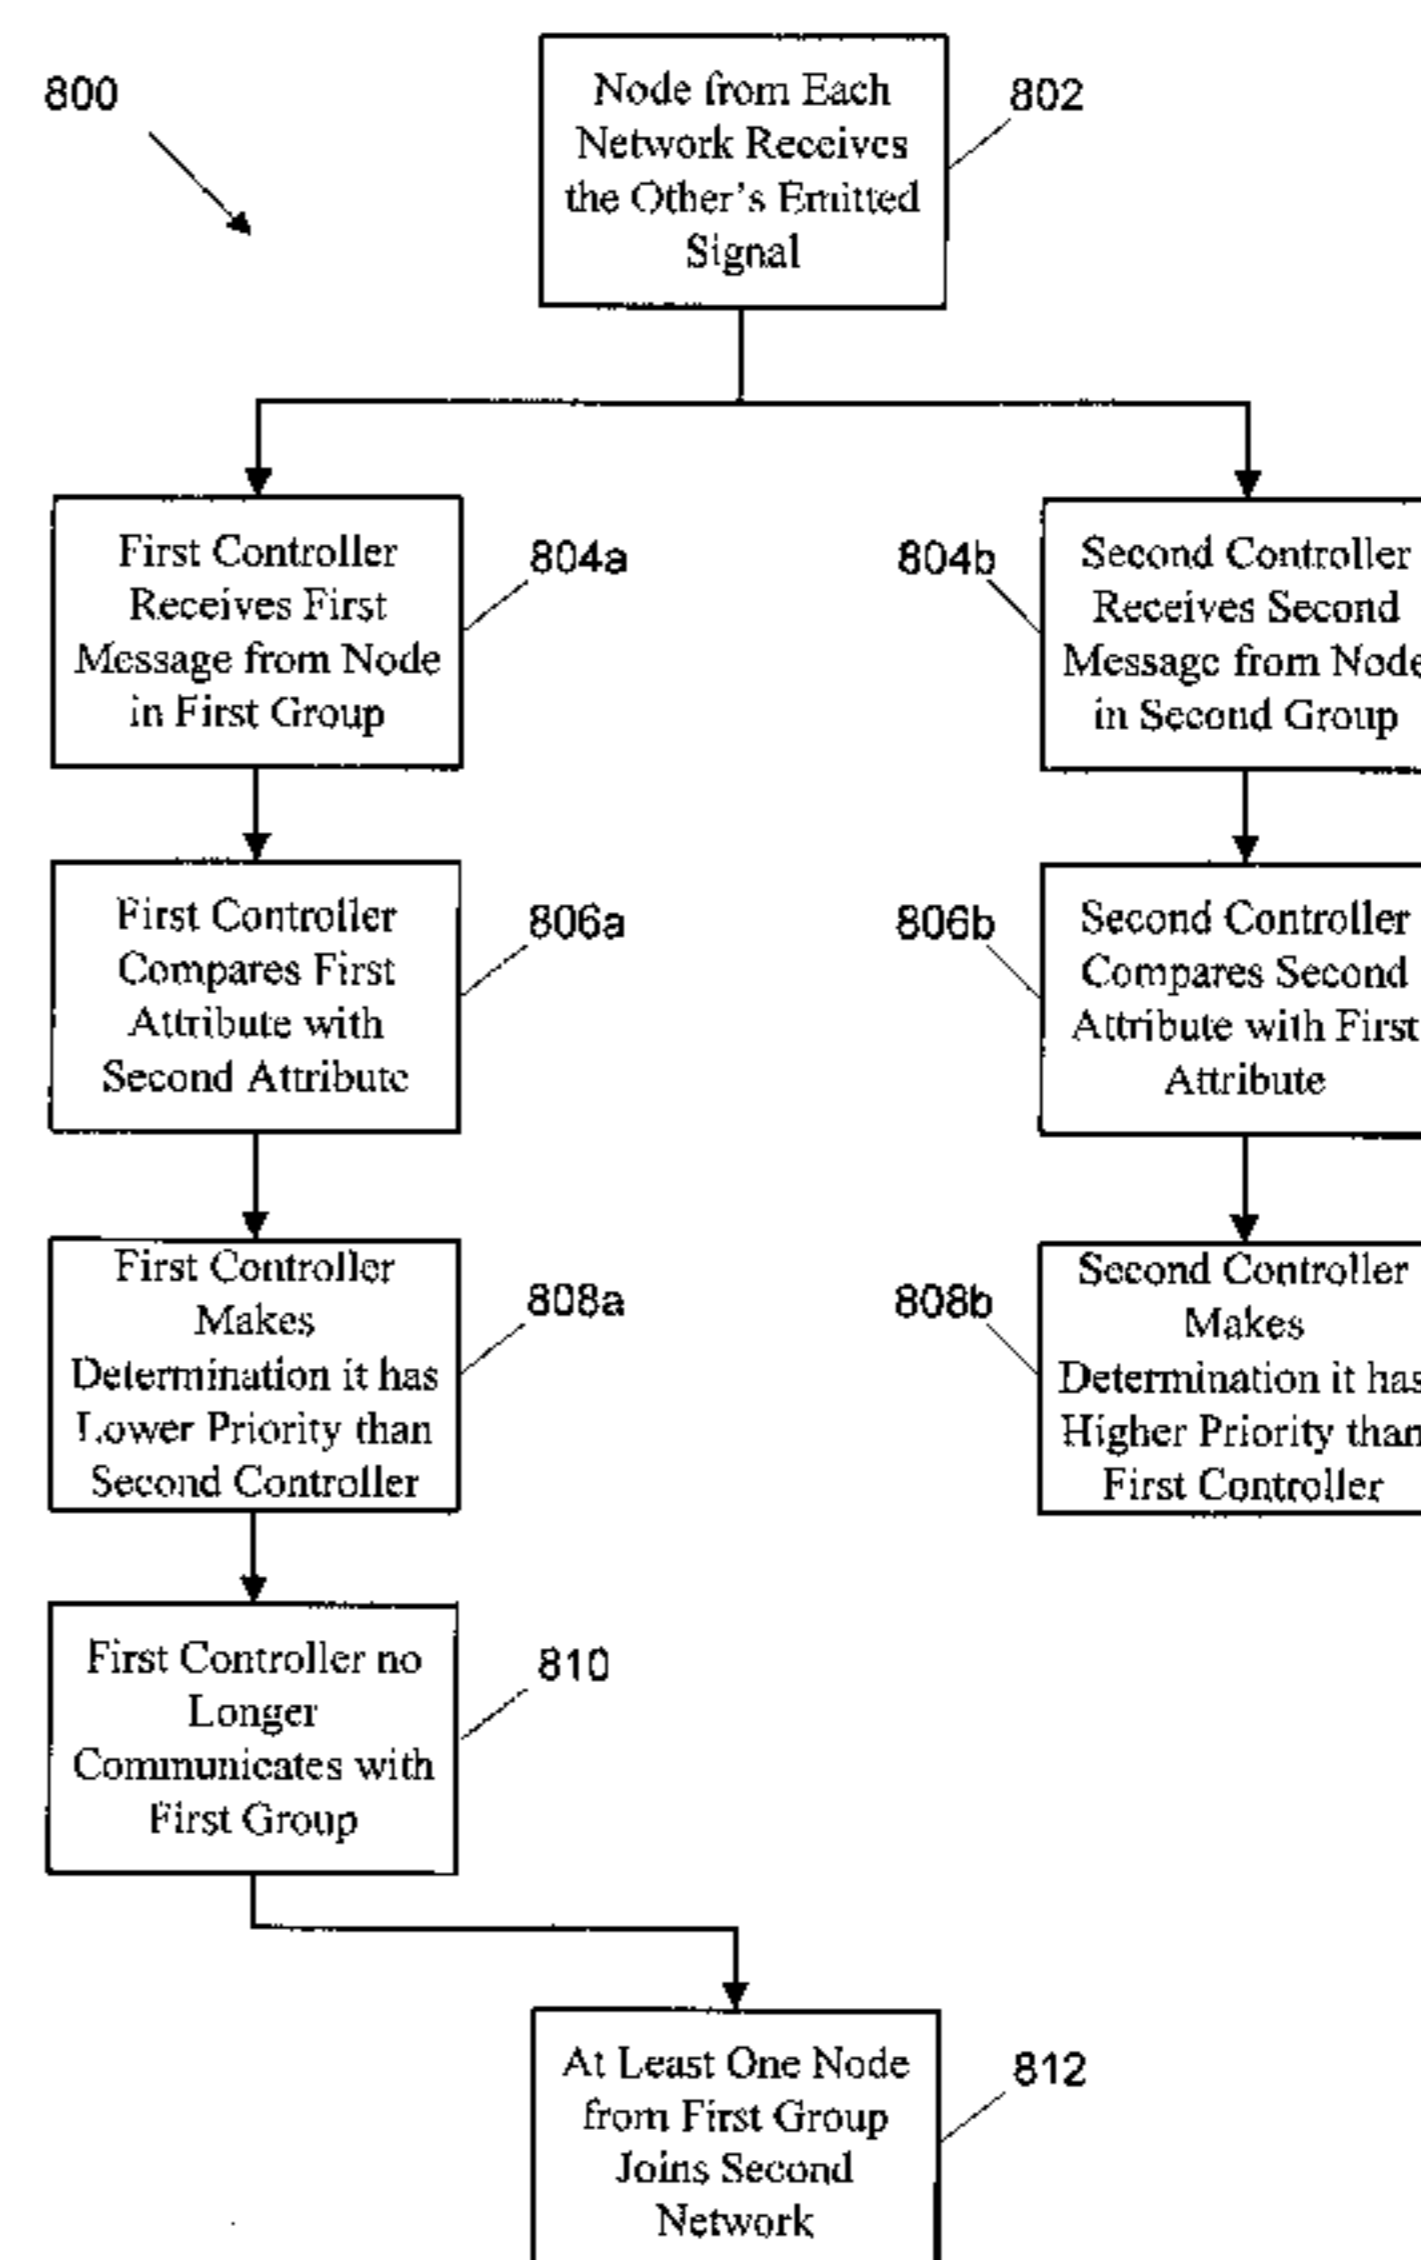 800
Node from Each
Network Receives
the Other's Emitted
Signal
802
First Controller
Receives First
Message from Node
in First Group
804a
804b
Second Controller
Receives Second
Message from Node
in Second Group
First Controller
Compares First
Attribute with
Second Attribute
806a
806b
Second Controller
Compares Second
Attribute with First
Attribute
First Controller
Makes
Determination it has
Lower Priority than
Second Controller
808a
808b
Second Controller
Makes
Determination it has
Higher Priority than
First Controller
First Controller no
Longer
Communicates with
First Group
810
At Least One Node
from First Group
Joins Second
Network
812